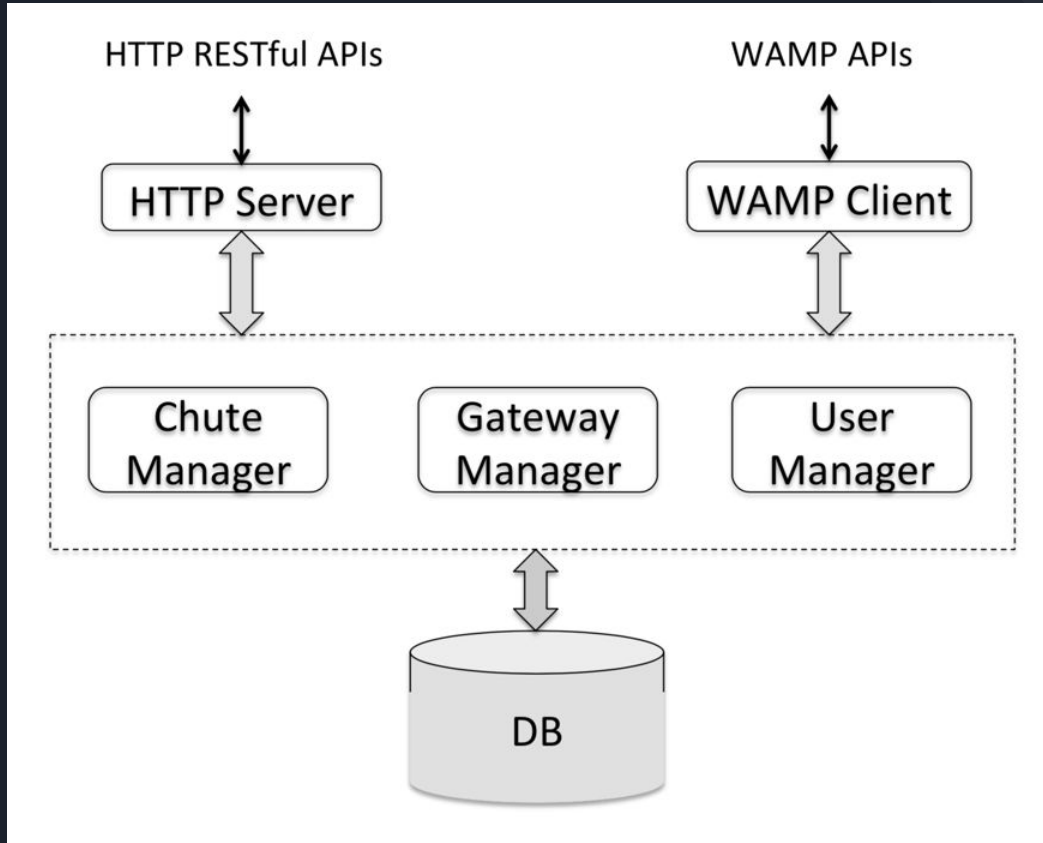 HTTP RESTful APIs
WAMP APIs
HTTP Server
WAMP Client
Chute
Manager
Gateway
Manager
User
Manager
DB